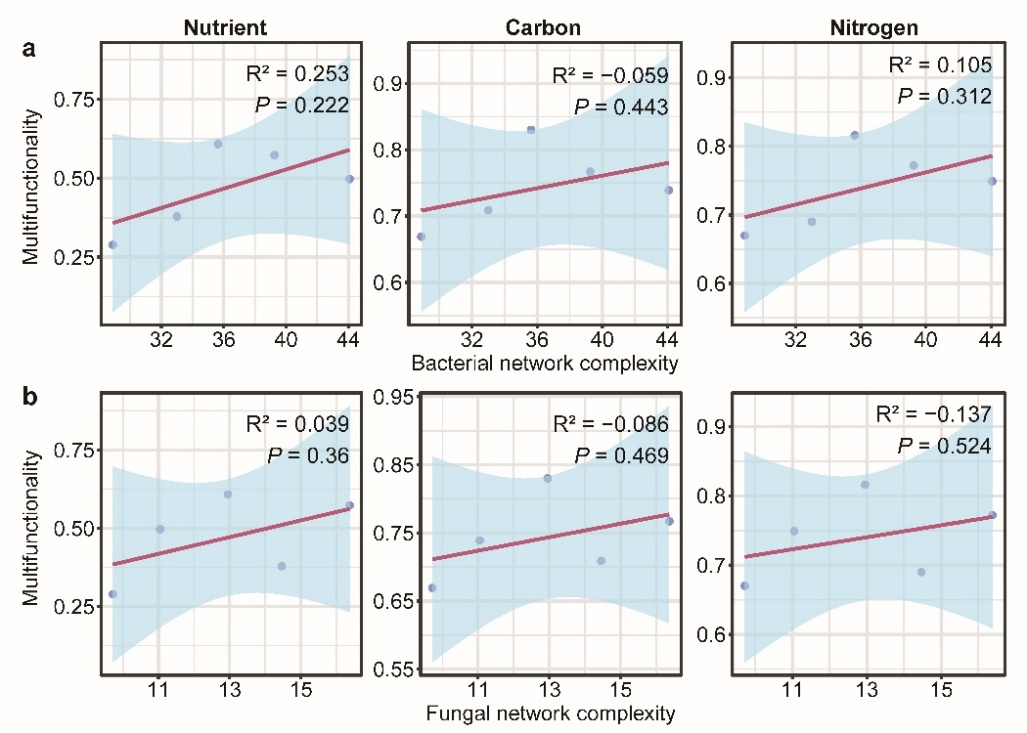 Nutrient
Carbon
Nitrogen
a
Multifunctionality
0.75
0.50
0.25
R² = 0.253
P = 0.222
32
36
40
44
0.9
0.8
0.7
0.6
R² = −0.059
P = 0.443
32
36
40
44
0.9
0.8
0.7
0.6
R² = 0.105
P = 0.312
32
36
40
44
Bacterial network complexity
b
Multifunctionality
0.75
0.50
0.25
R² = 0.039
P = 0.36
11
13
15
0.95
0.85
0.75
0.65
0.55
R² = −0.086
P = 0.469
11
13
15
0.9
0.8
0.7
0.6
R² = −0.137
P = 0.524
11
13
15
Fungal network complexity